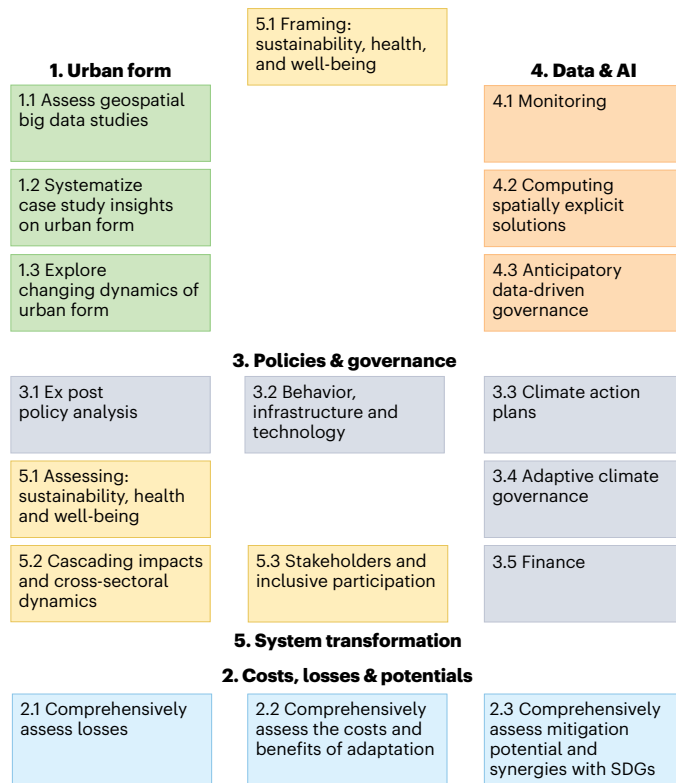 5.1 Framing:
sustainability, health,
and well-being
1. Urban form
4. Data & AI
1.1 Assess geospatial
big data studies
4.1 Monitoring
1.2 Systematize
case study insights
on urban form
4.2 Computing
spatially explicit
solutions
1.3 Explore
changing dynamics of
urban form
4.3 Anticipatory
data-driven
governance
3. Policies & governance
3.1 Ex post
policy analysis
3.2 Behavior,
infrastructure and
technology
3.3 Climate action
plans
5.1 Assessing:
sustainability, health
and well-being
3.4 Adaptive climate
governance
5.2 Cascading impacts
and cross-sectoral
dynamics
5.3 Stakeholders and
inclusive participation
3.5 Finance
5. System transformation
2. Costs, losses & potentials
2.1 Comprehensively
assess losses
2.2 Comprehensively
assess the costs and
benefits of adaptation
2.3 Comprehensively
assess mitigation
potential and
synergies with SDGs